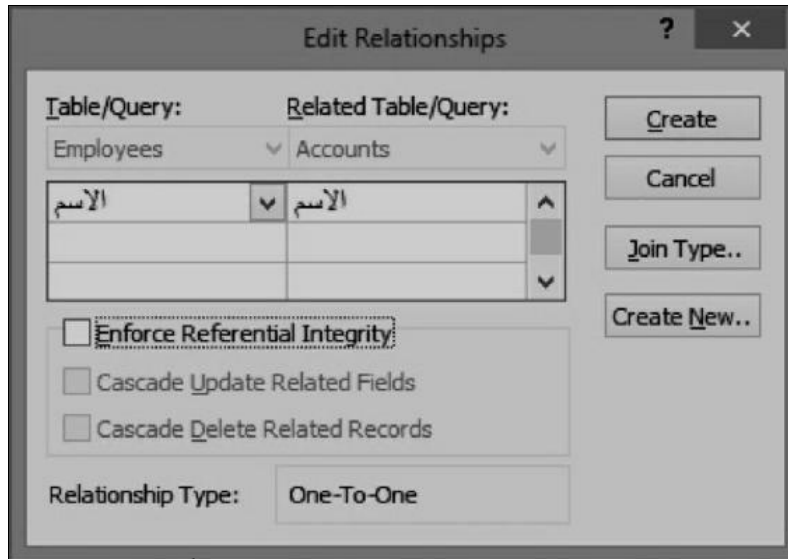 Edit Relationships
? ×
Table/Query: Related Table/Query:
Employees Accounts
الاسم الاسم
Enforce Referential Integrity
Cascade Update Related Fields
Cascade Delete Related Records
Relationship Type: One-To-One
Create
Cancel
Join Type..
Create New..